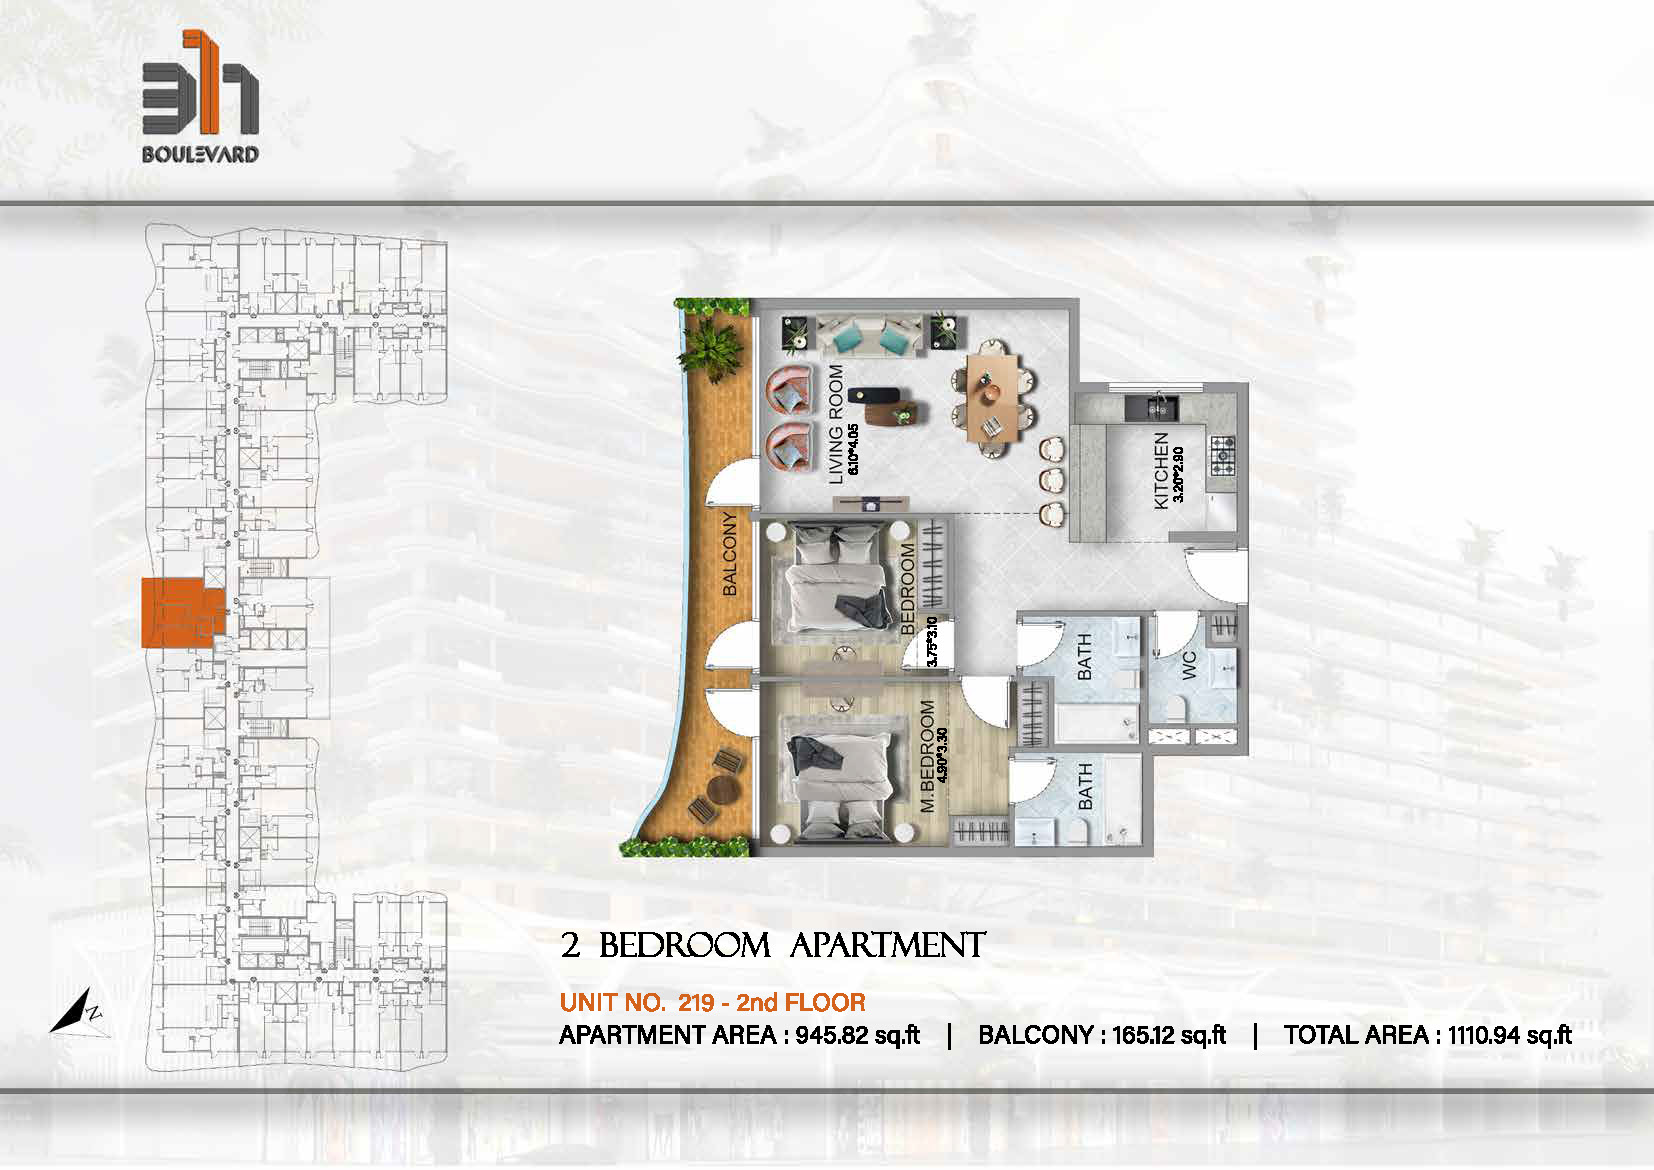 311
BOULEVARD
LIVING ROOM
6.10*4.05
KITCHEN
3.20*2.90
BALCONY
BEDROOM
3.75*3.10
BATH
WC
M.BEDROOM
4.90*3.30
BATH
2 BEDROOM APARTMENT
UNIT NO. 219 - 2nd FLOOR
APARTMENT AREA : 945.82 sq.ft | BALCONY : 165.12 sq.ft | TOTAL AREA : 1110.94 sq.ft
N